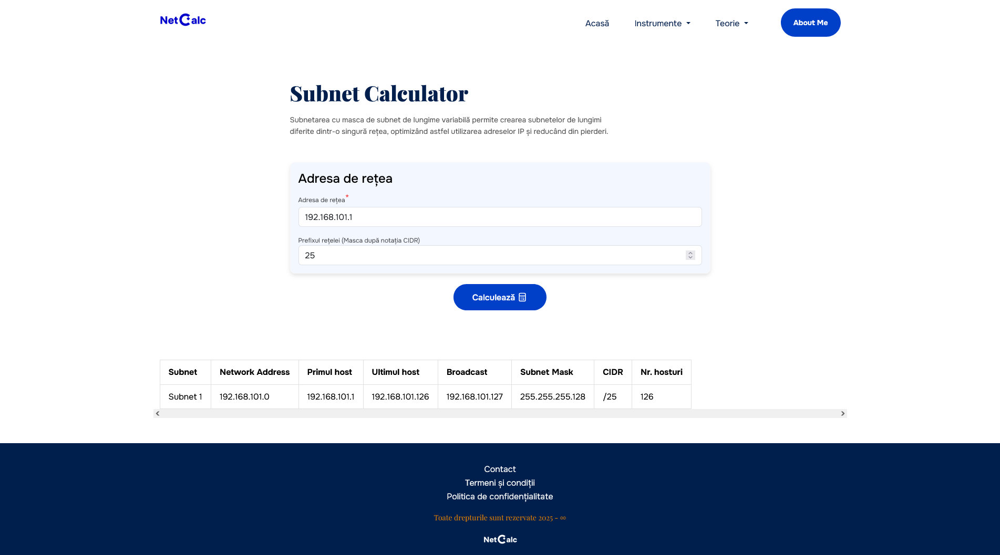 NetCalc
Acasă
Instrumente
Teorie
About Me
Subnet Calculator
Subnetarea cu masca de subnet de lungime variabilă permite crearea subnetelor de lungimi
diferite dintr-o singură rețea, optimizând astfel utilizarea adreselor IP și reducând din pierderi.
Adresa de rețea
Adresa de rețea*
192.168.101.1
Prefixul rețelei (Masca după notația CIDR)
25
Calculează
Subnet Network Address Primul host Ultimul host Broadcast Subnet Mask CIDR Nr. hosturi
Subnet 1 192.168.101.0 192.168.101.1 192.168.101.126 192.168.101.127 255.255.255.128 /25 126
Contact
Termeni și condiții
Politica de confidențialitate
Toate drepturile sunt rezervate 2025 - ∞
NetCalc